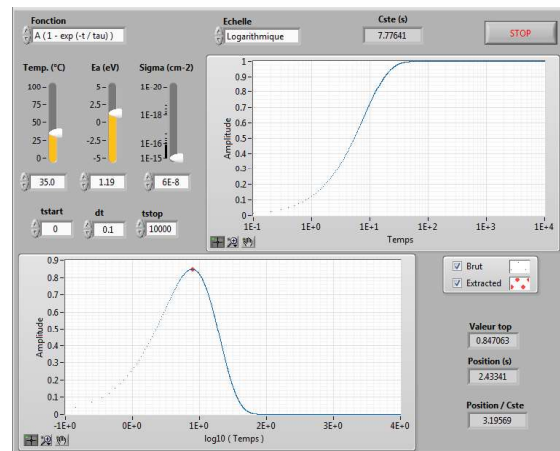 Fonction
A ( 1 - exp (-t / tau) )
Echelle
Logarithmique
Cste (s)
7.77641
STOP
Temp. (°C)
100
75
50
25
0
35.0
Ea (eV)
5
2.5
0
-2.5
-5
1.19
Sigma (cm-2)
1E-20
1E-18
1E-16
1E-15
6E-8
tstart
0
dt
0.1
tstop
10000
Amplitude
1
0.9
0.8
0.7
0.6
0.5
0.4
0.3
0.2
0.1
0
1E-1 1E+0 1E+1 1E+2 1E+3 1E+4
Temps
Amplitude
0.9
0.8
0.7
0.6
0.5
0.4
0.3
0.2
0.1
0
-1E+0 0E+0 1E+0 2E+0 3E+0 4E+0
log10 ( Temps )
Brut
Extracted
Valeur top
0.847063
Position (s)
2.43341
Position / Cste
3.19569